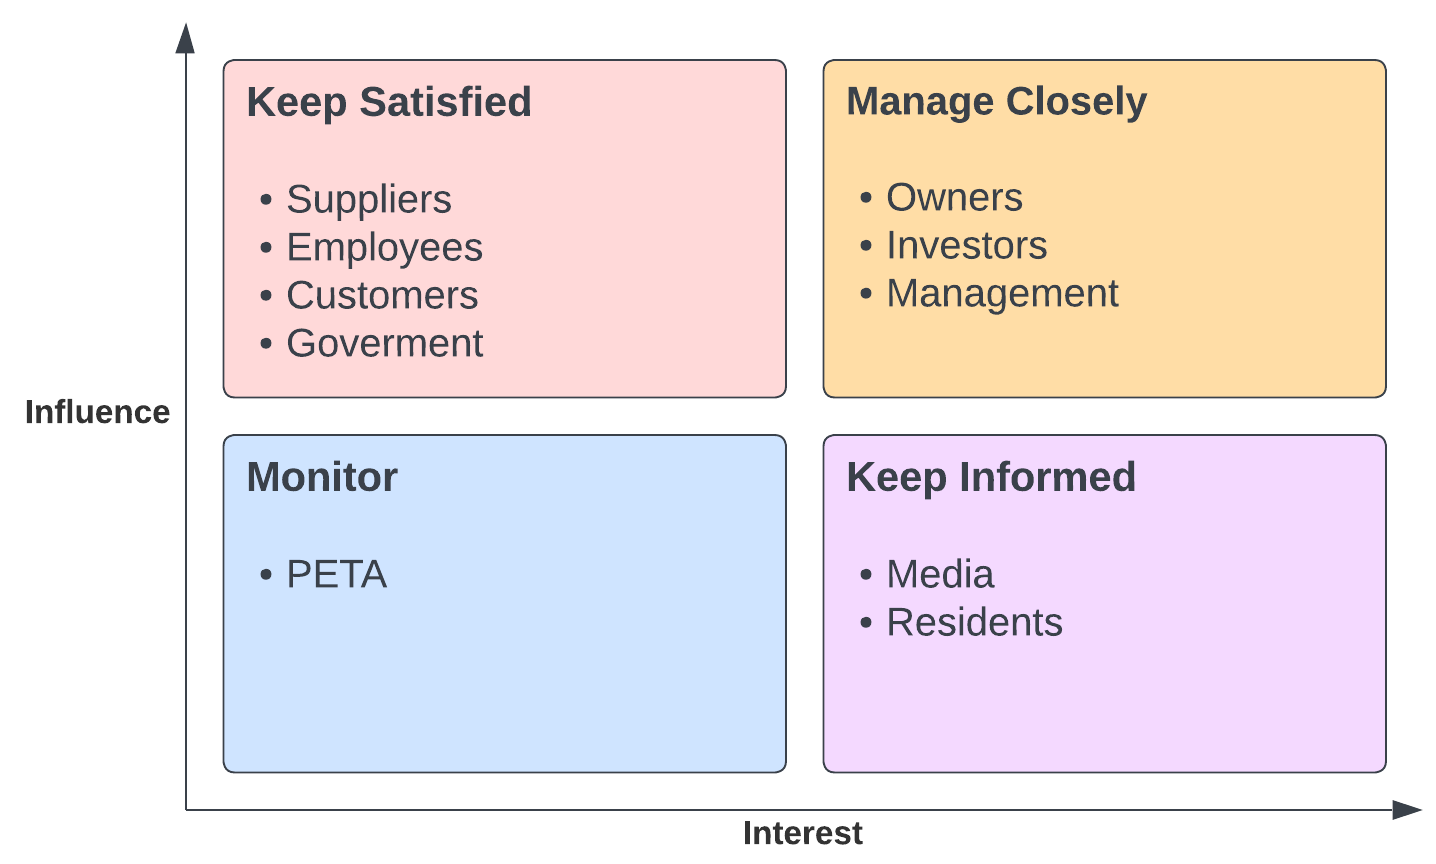 Keep Satisfied
• Suppliers
• Employees
• Customers
• Goverment
Manage Closely
• Owners
• Investors
• Management
Influence
Monitor
• PETA
Keep Informed
• Media
• Residents
Interest